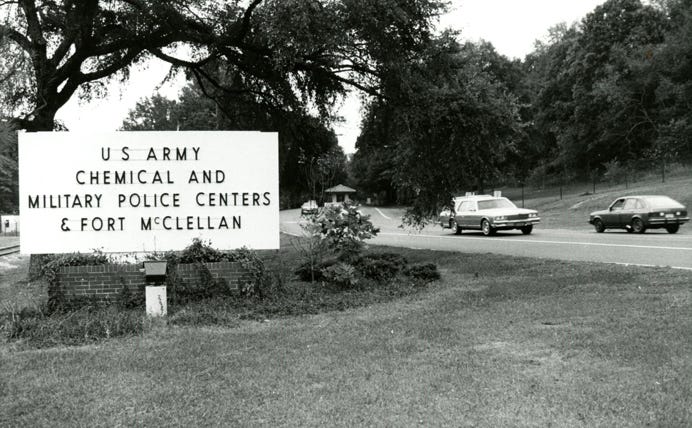 U S ARMY
CHEMICAL AND
MILITARY POLICE CENTERS
& FORT McCLELLAN